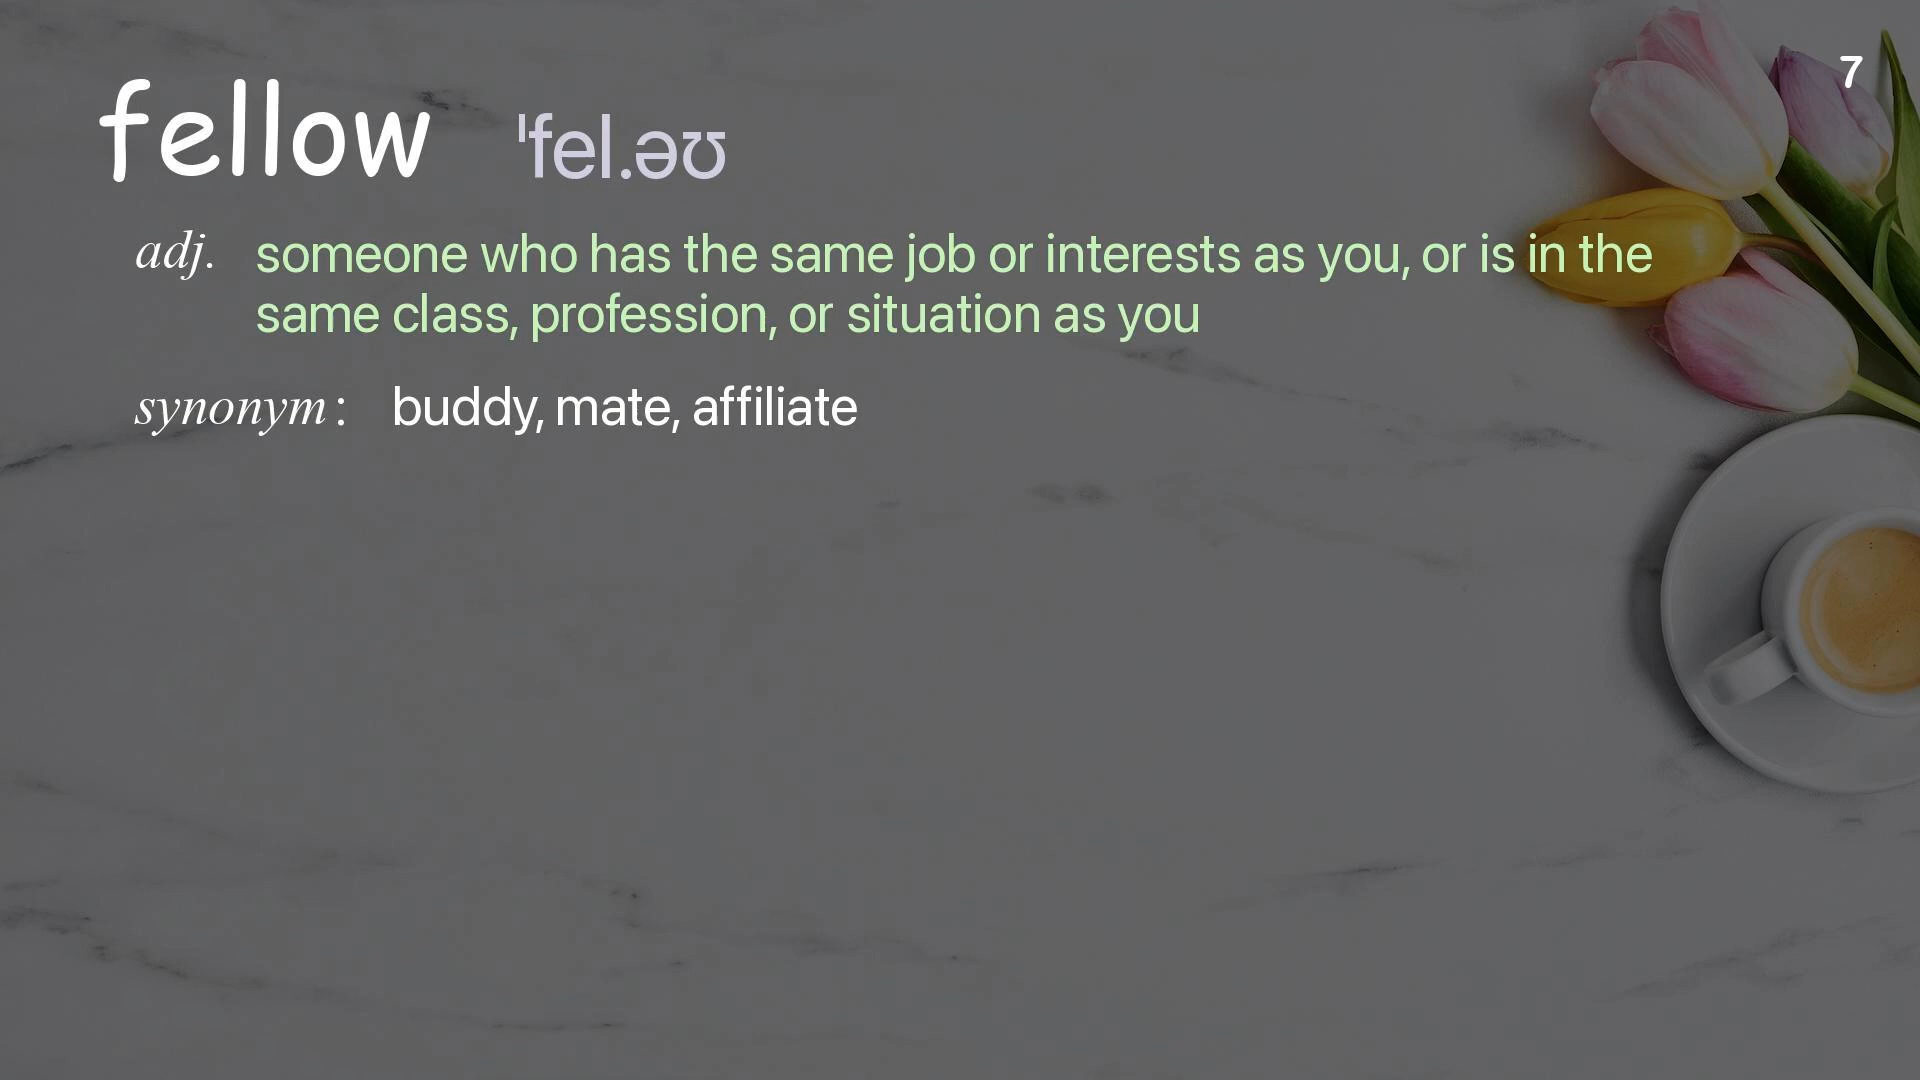 7
fellow ˈfel.əʊ
adj. someone who has the same job or interests as you, or is in the
same class, profession, or situation as you
synonym: buddy, mate, affiliate